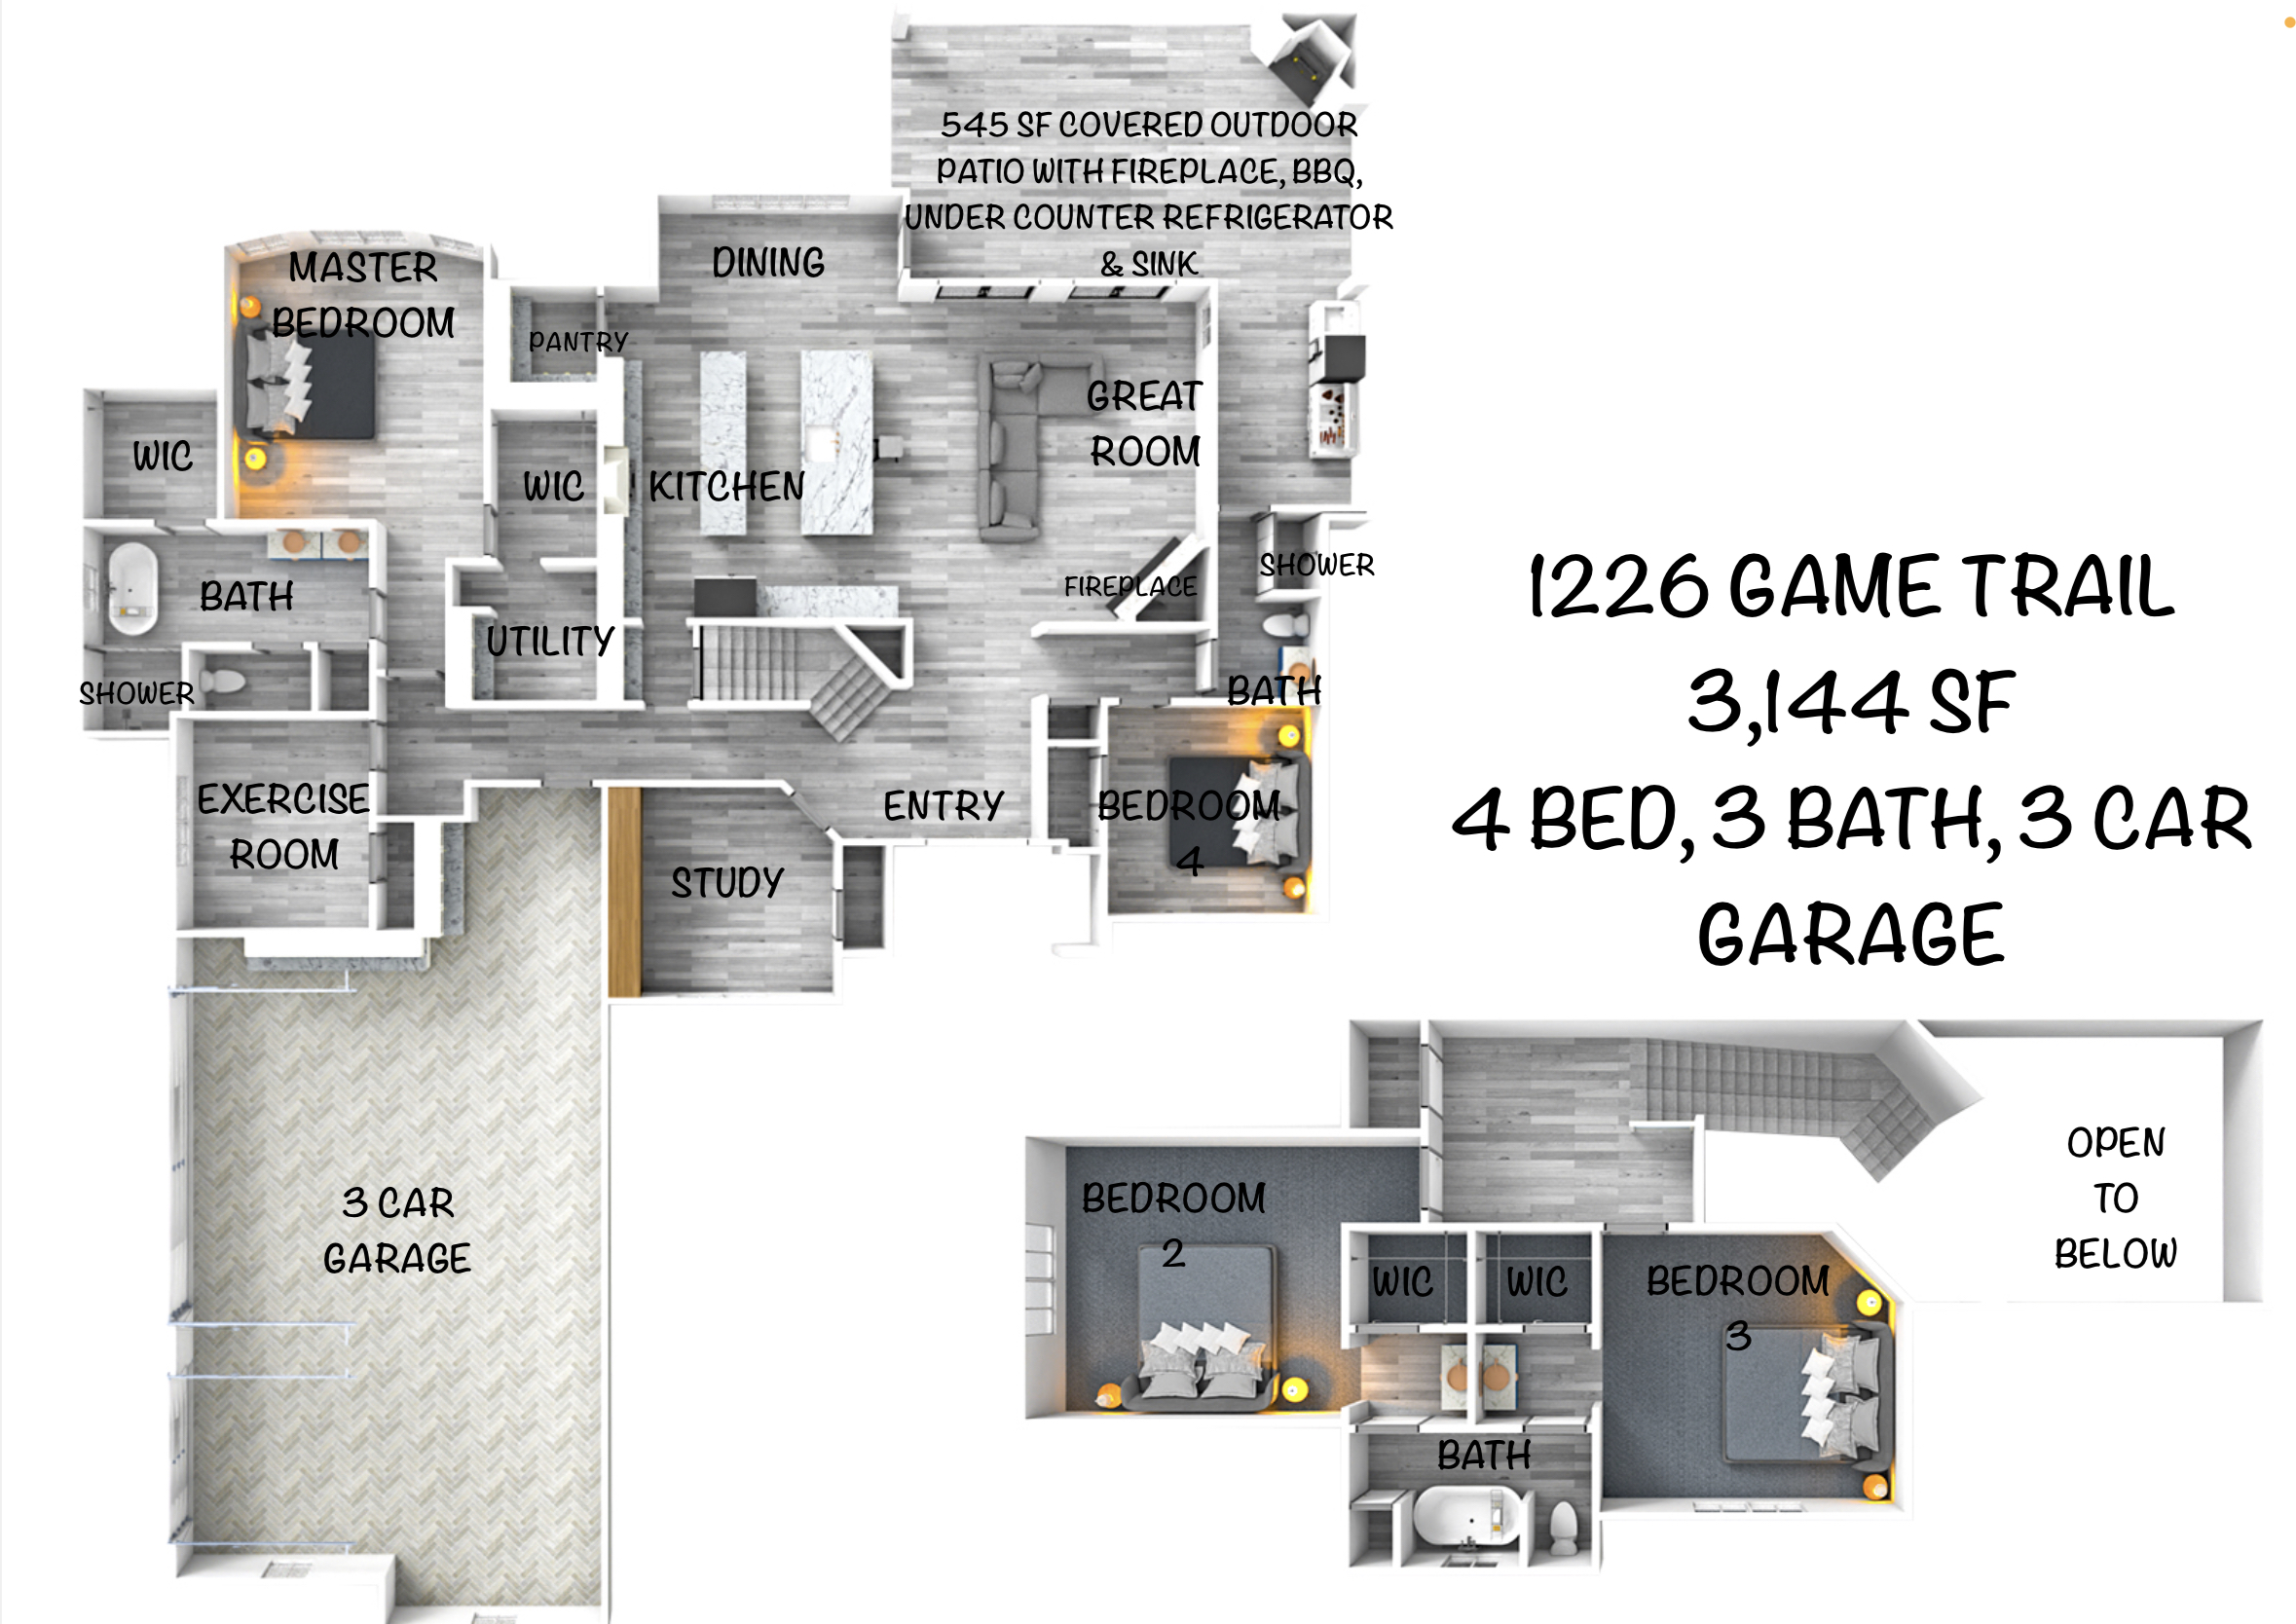 545 SF COVERED OUTDOOR
PATIO WITH FIREPLACE, BBQ,
UNDER COUNTER REFRIGERATOR
& SINK
DINING
MASTER
BEDROOM
PANTRY
GREAT
ROOM
WIC
WIC
KITCHEN
SHOWER
FIREPLACE
BATH
UTILITY
SHOWER
BATH
EXERCISE
ROOM
ENTRY
BEDROOM
4
STUDY
1226 GAME TRAIL
3,144 SF
4 BED, 3 BATH, 3 CAR
GARAGE
3 CAR
GARAGE
OPEN
TO
BELOW
BEDROOM
2
WIC
WIC
BEDROOM
3
BATH